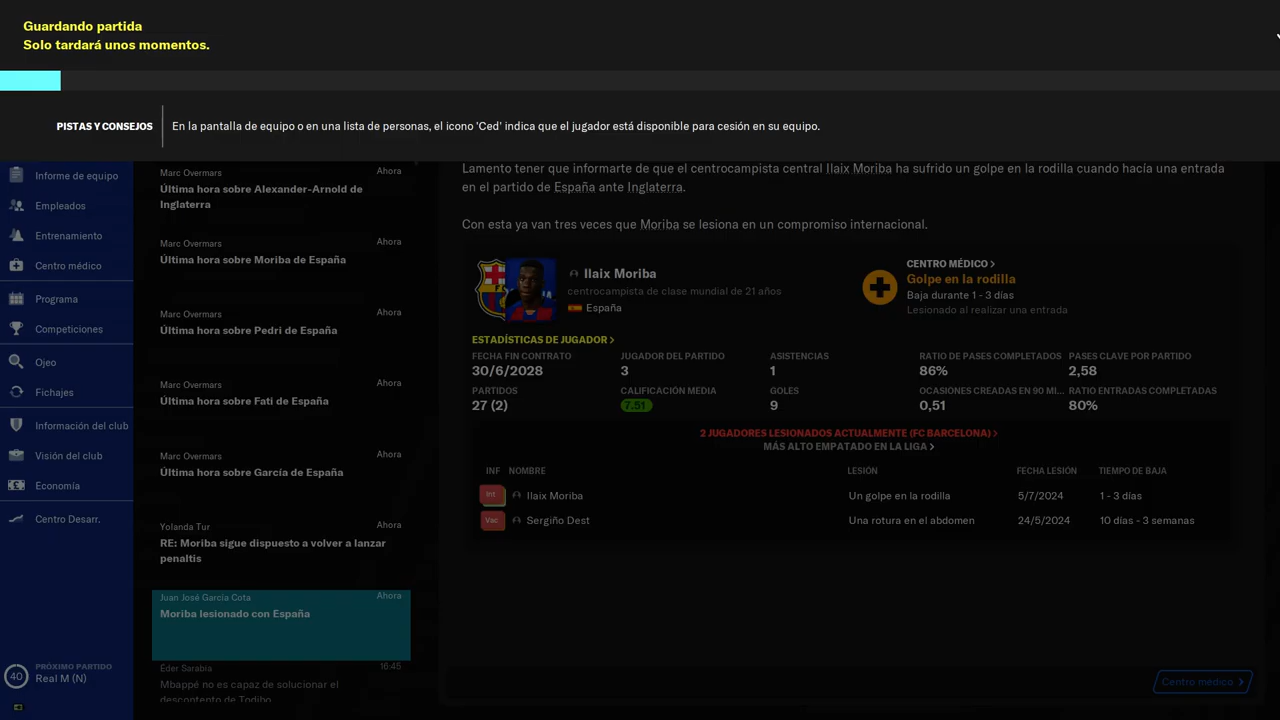 Guardando partida
Solo tardará unos momentos.
PISTAS Y CONSEJOS
En la pantalla de equipo o en una lista de personas, el icono 'Ced' indica que el jugador está disponible para cesión en su equipo.
Informe de equipo
Empleados
Entrenamiento
Centro médico
Programa
Competiciones
Ojeo
Fichajes
Información del club
Visión del club
Economía
Centro Desarr.
PRÓXIMO PARTIDO
40
Real M (N)
Marc Overmars
Ahora
Última hora sobre Alexander-Arnold de
Inglaterra
Marc Overmars
Ahora
Última hora sobre Moriba de España
Marc Overmars
Ahora
Última hora sobre Pedri de España
Marc Overmars
Ahora
Última hora sobre Fati de España
Marc Overmars
Ahora
Última hora sobre García de España
Yolanda Tur
Ahora
RE: Moriba sigue dispuesto a volver a lanzar
penaltis
Juan José García Cota
Ahora
Moriba lesionado con España
Eder Sarabia
16:45
Mbappé no es capaz de solucionar el
descontento de Todibo
Lamento tener que informarte de que el centrocampista central Ilaix Moriba ha sufrido un golpe en la rodilla cuando hacía una entrada
en el partido de España ante Inglaterra.
Con esta ya van tres veces que Moriba se lesiona en un compromiso internacional.
Ilaix Moriba
centrocampista de clase mundial de 21 años
España
CENTRO MÉDICO >
Golpe en la rodilla
Baja durante 1 - 3 días
Lesionado al realizar una entrada
ESTADÍSTICAS DE JUGADOR >
FECHA FIN CONTRATO JUGADOR DEL PARTIDO ASISTENCIAS RATIO DE PASES COMPLETADOS PASES CLAVE POR PARTIDO
30/6/2028 3 1 86% 2,58
PARTIDOS CALIFICACIÓN MEDIA GOLES OCASIONES CREADAS EN 90 MI... RATIO ENTRADAS COMPLETADAS
27 (2) 7.51 9 0,51 80%
2 JUGADORES LESIONADOS ACTUALMENTE (FC BARCELONA) >
MÁS ALTO EMPATADO EN LA LIGA >
INF NOMBRE LESIÓN FECHA LESIÓN TIEMPO DE BAJA
Int Ilaix Moriba Un golpe en la rodilla 5/7/2024 1 - 3 días
Vac Sergiño Dest Una rotura en el abdomen 24/5/2024 10 días - 3 semanas
Centro médico >